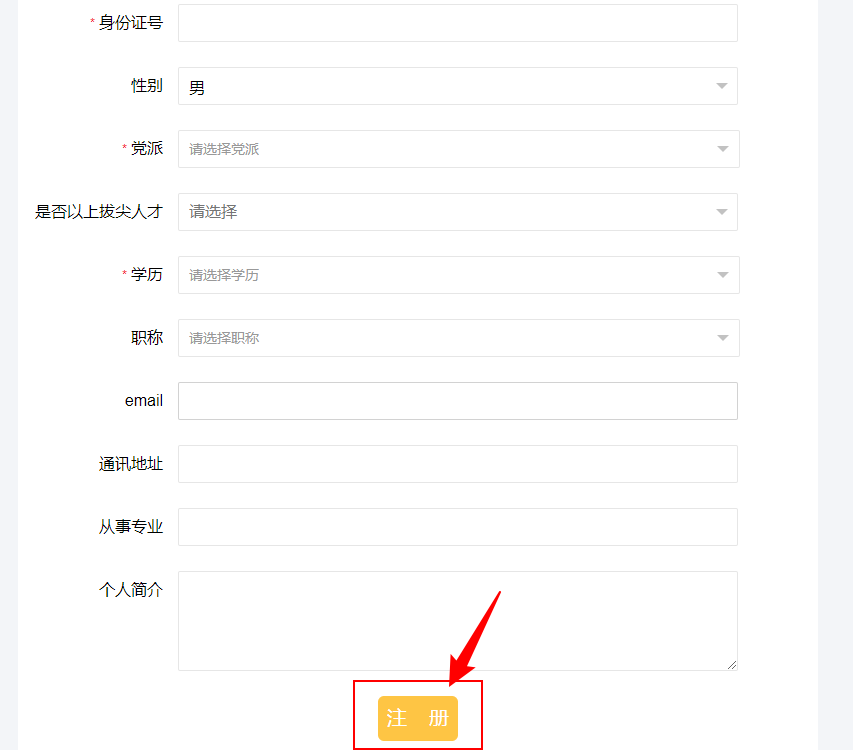 * 身份证号
性别 男
* 党派 请选择党派
是否以上拔尖人才 请选择
* 学历 请选择学历
职称 请选择职称
email
通讯地址
从事专业
个人简介
注 册